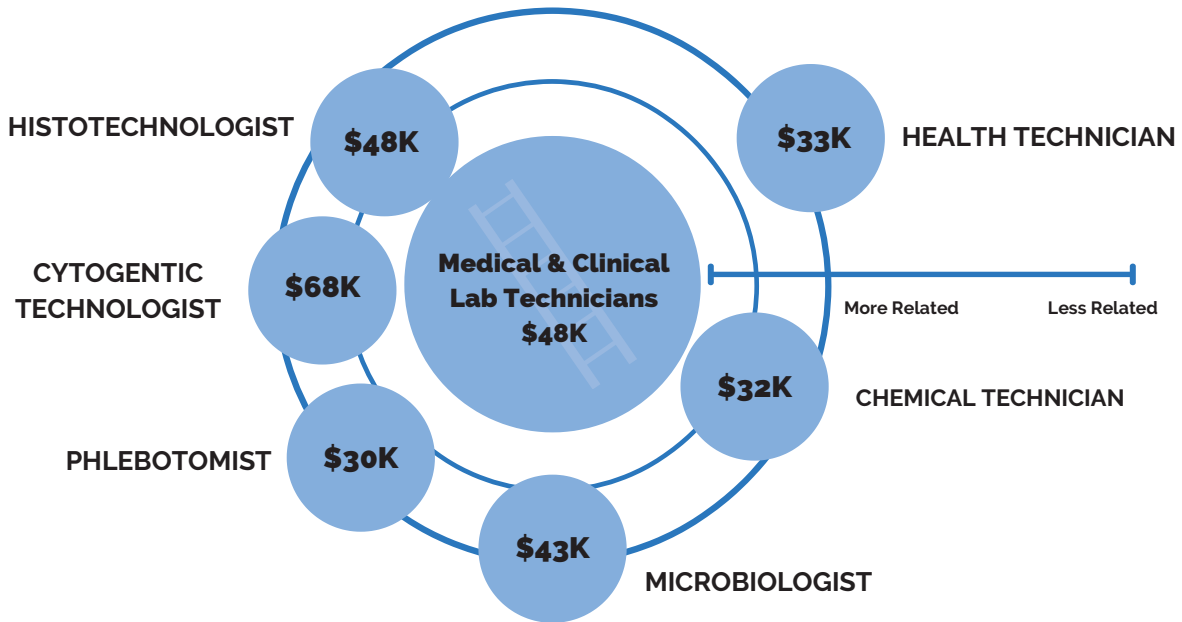 HISTOTECHNOLOGIST
$48K
$33K
HEALTH TECHNICIAN
CYTOGENTIC
TECHNOLOGIST
$68K
Medical & Clinical
Lab Technicians
$48K
More Related
Less Related
$32K
CHEMICAL TECHNICIAN
PHLEBOTOMIST
$30K
$43K
MICROBIOLOGIST